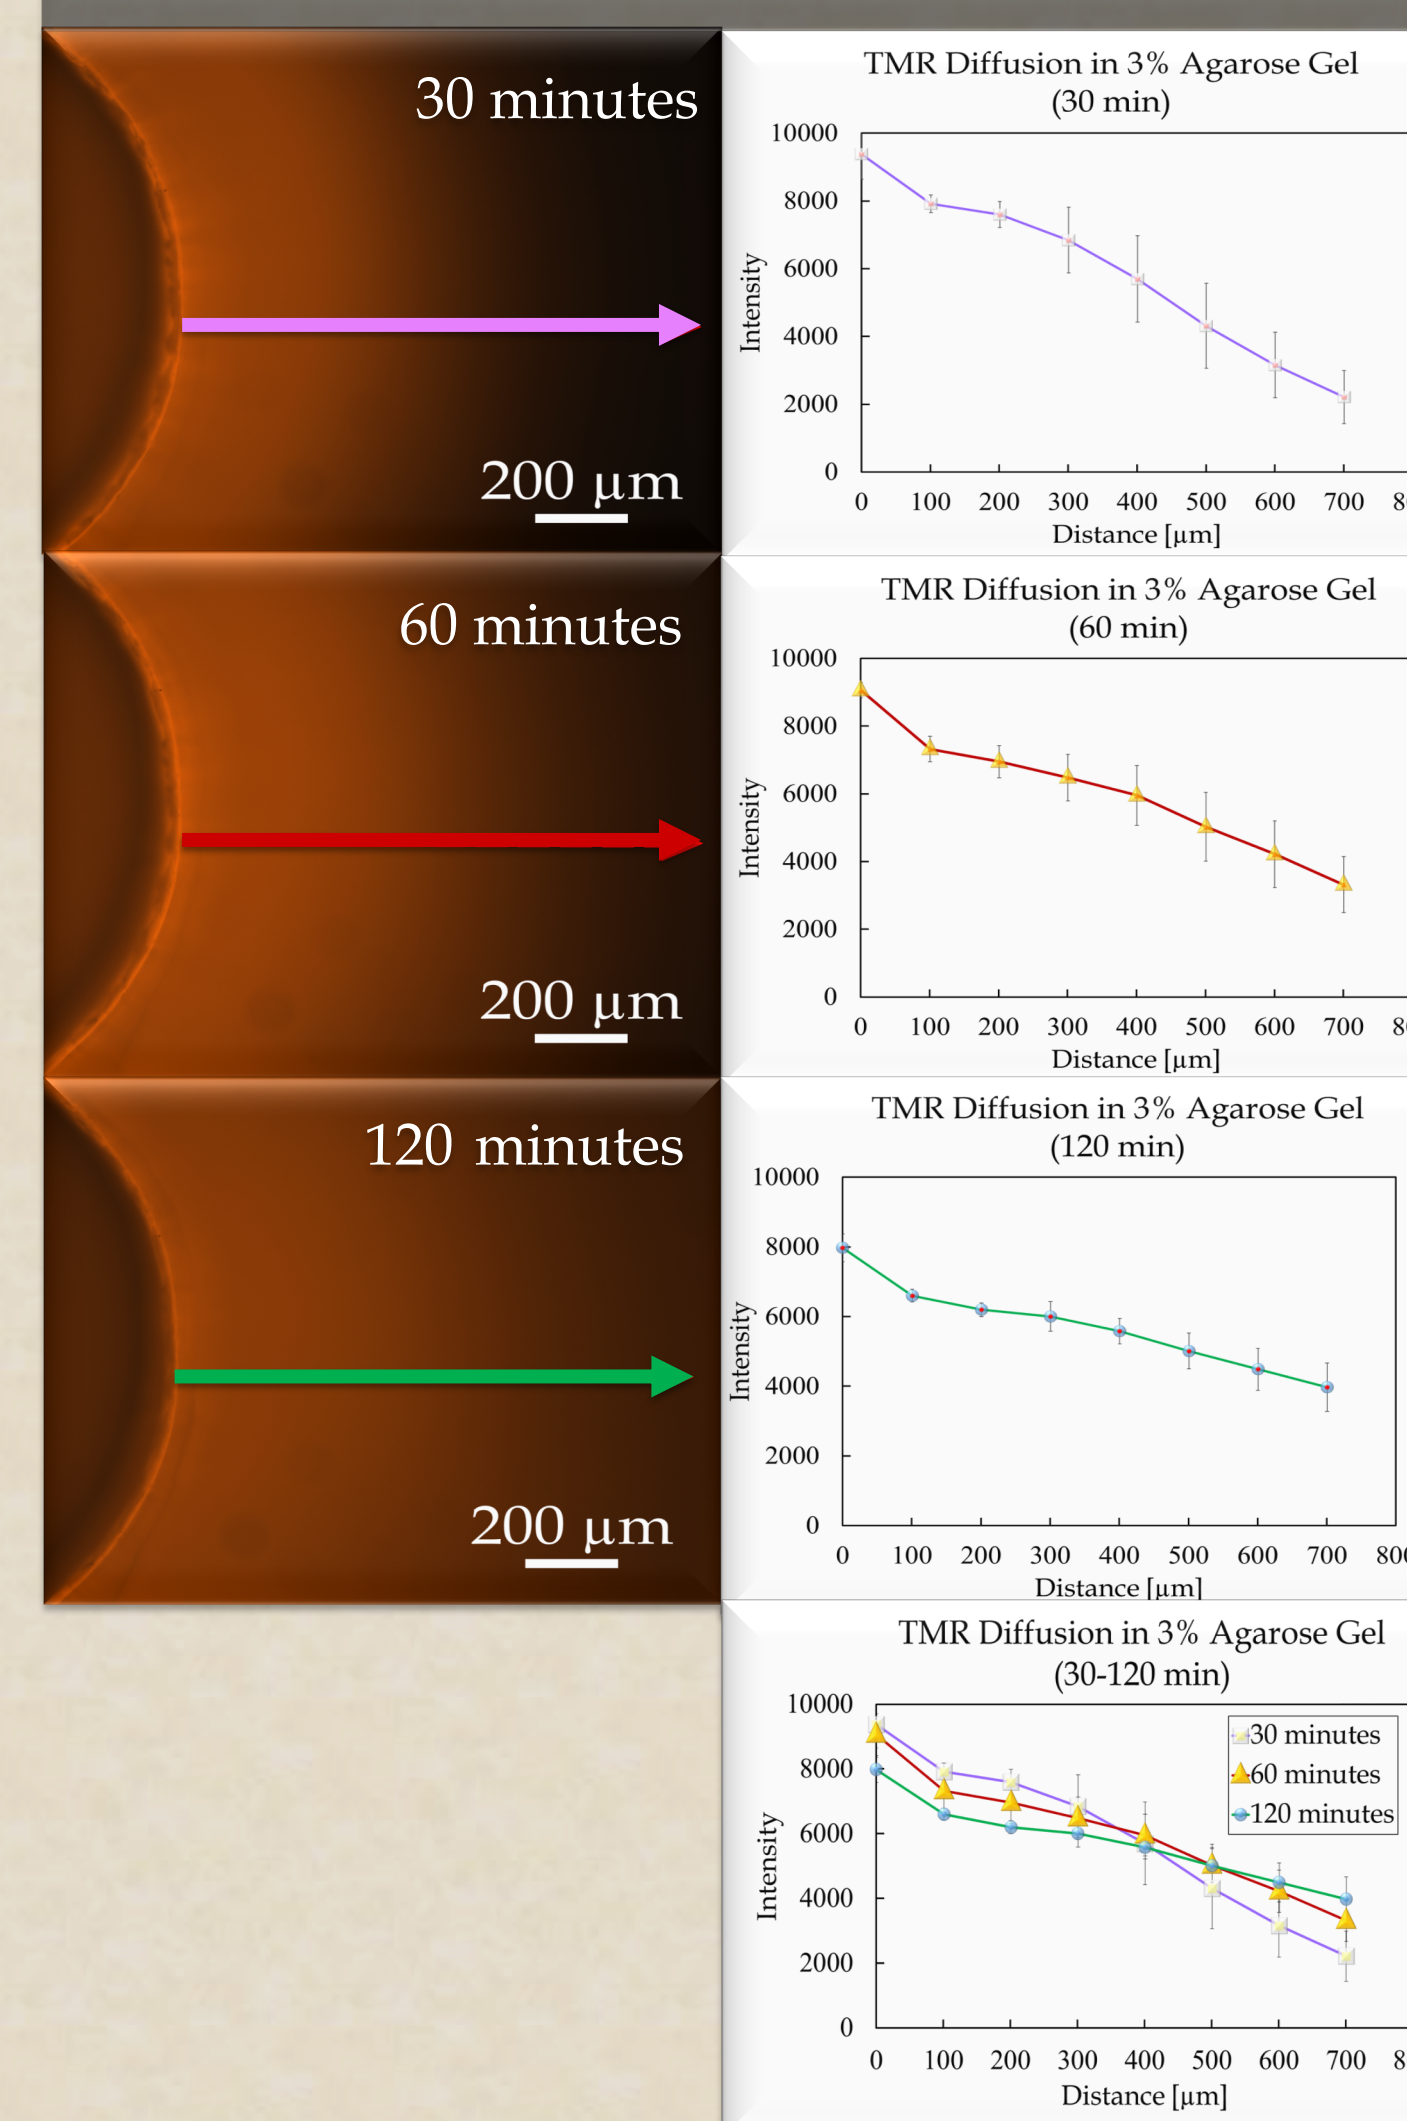 30 minutes
200 µm
TMR Diffusion in 3% Agarose Gel
(30 min)
Intensity
10000
8000
6000
4000
2000
0
0 100 200 300 400 500 600 700
Distance [µm]
60 minutes
200 µm
TMR Diffusion in 3% Agarose Gel
(60 min)
Intensity
10000
8000
6000
4000
2000
0
0 100 200 300 400 500 600 700
Distance [µm]
120 minutes
200 µm
TMR Diffusion in 3% Agarose Gel
(120 min)
Intensity
10000
8000
6000
4000
2000
0
0 100 200 300 400 500 600 700 800
Distance [µm]
TMR Diffusion in 3% Agarose Gel
(30-120 min)
30 minutes
60 minutes
120 minutes
Intensity
10000
8000
6000
4000
2000
0
0 100 200 300 400 500 600 700
Distance [µm]